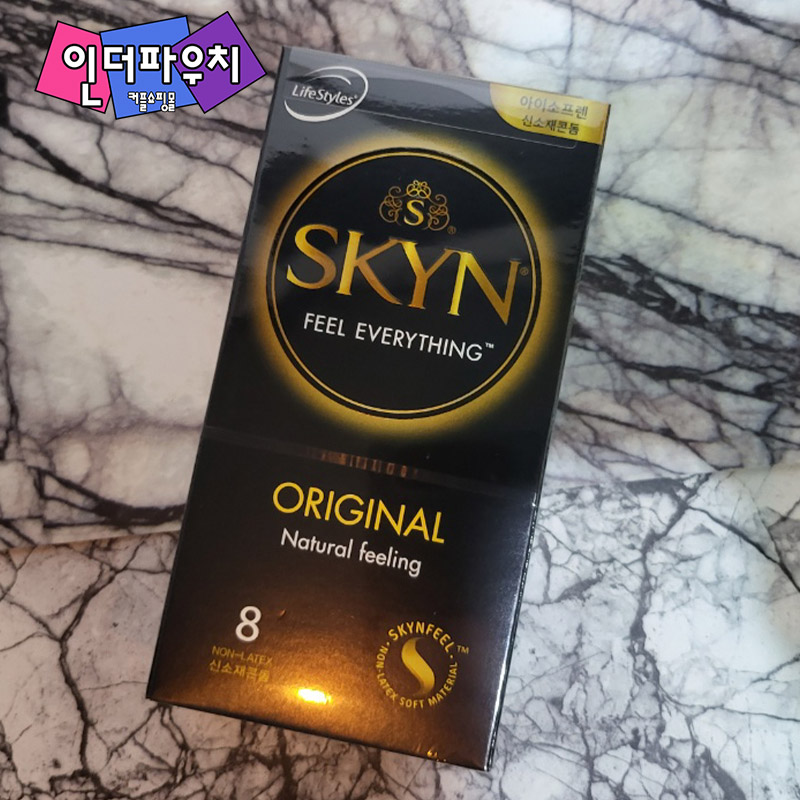 인더파우치
커플쇼핑몰
LifeStyles®
아이소프렌
신소재콘돔
S
SKYN®
FEEL EVERYTHING™
ORIGINAL
Natural feeling
8
NON-LATEX
신소재콘돔
SKYNFEEL™
NON-LATEX SOFT MATERIAL